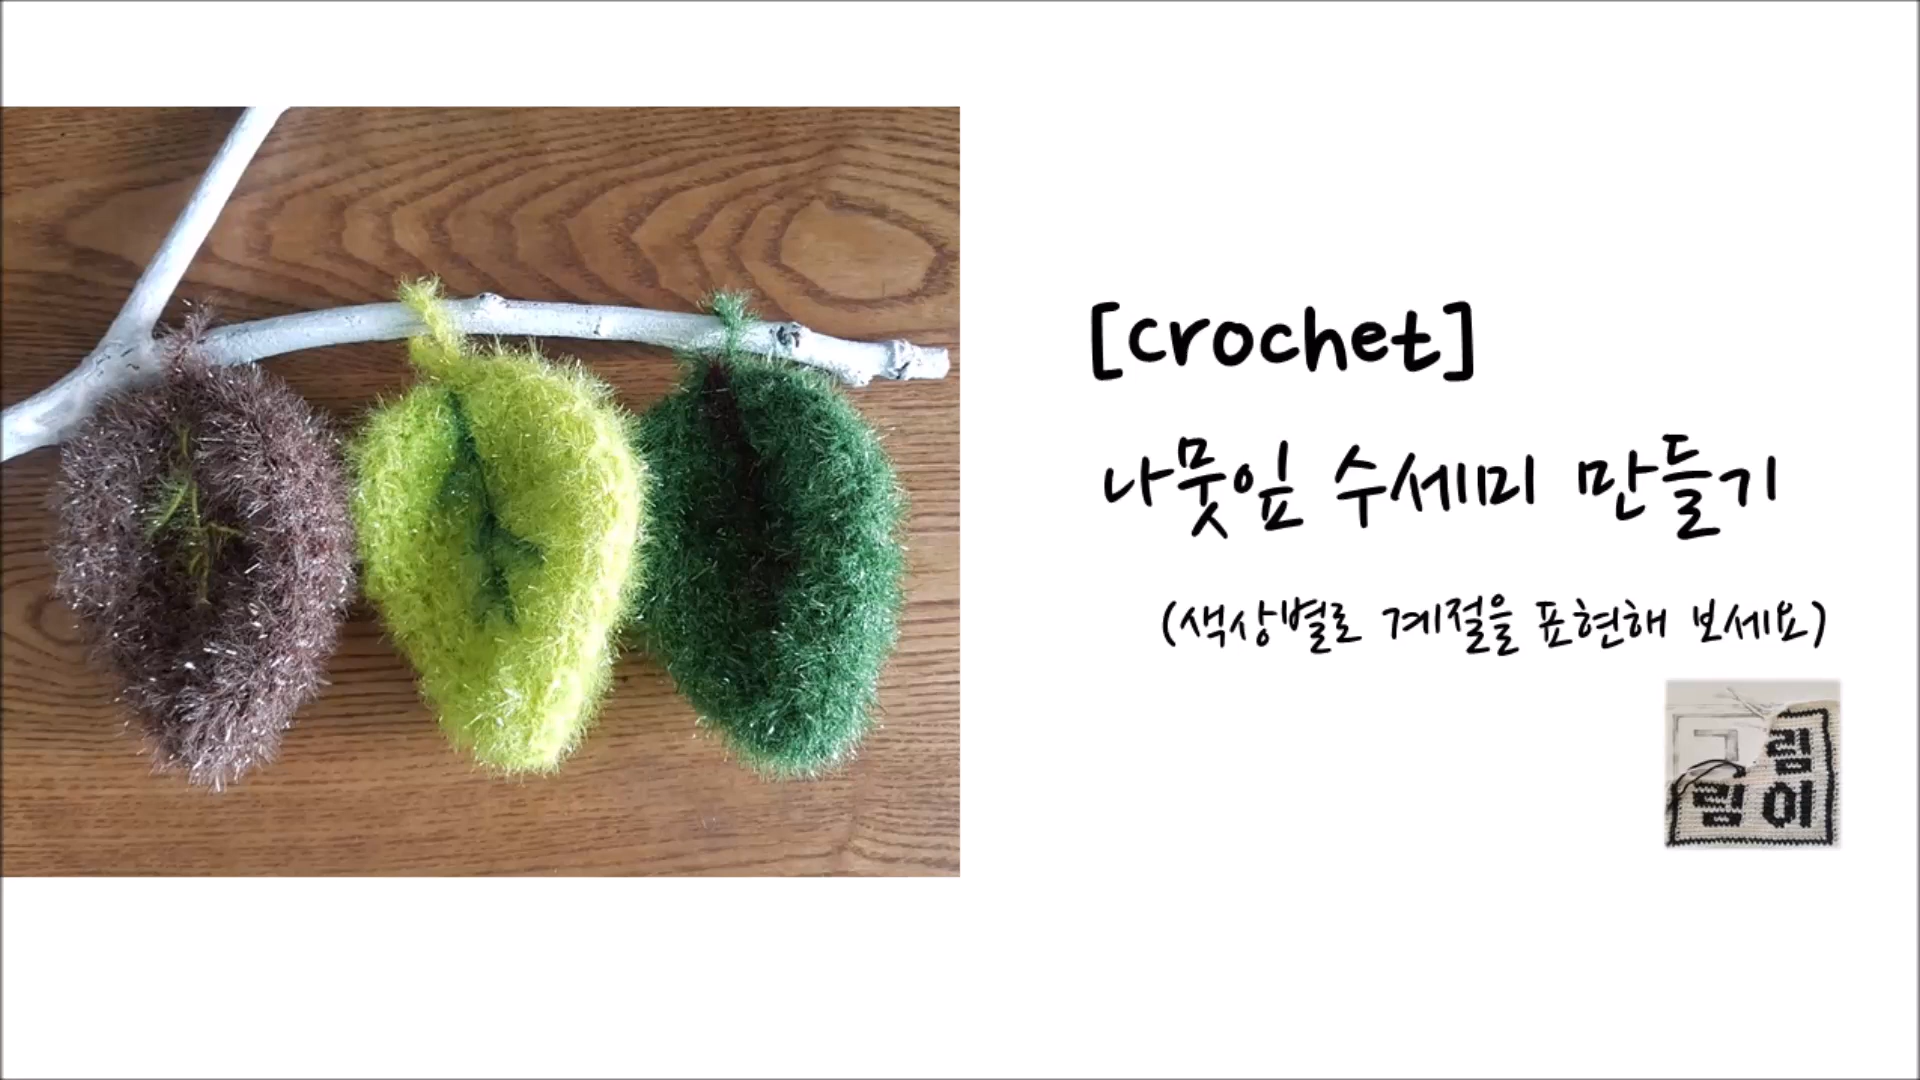 [crochet]
나뭇잎 수세미 만들기
(색상별로 계절을 표현해 보세요)
그림
림이